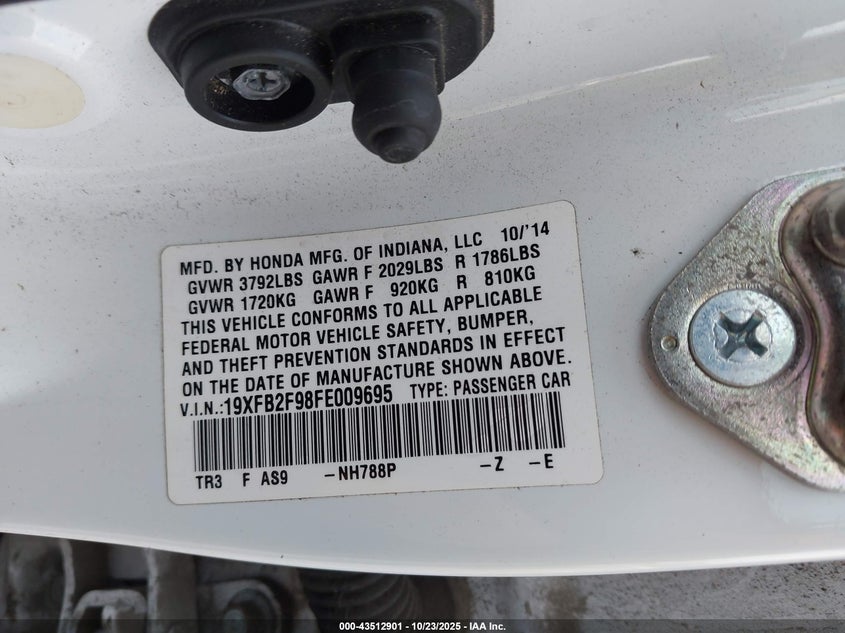 MFD. BY HONDA MFG. OF INDIANA, LLC 10/'14
GVWR 3792LBS GAWR F 2029LBS R 1786LBS
GVWR 1720KG GAWR F 920KG R 810KG
THIS VEHICLE CONFORMS TO ALL APPLICABLE
FEDERAL MOTOR VEHICLE SAFETY, BUMPER,
AND THEFT PREVENTION STANDARDS IN EFFECT
ON THE DATE OF MANUFACTURE SHOWN ABOVE.
V.I.N.:19XFB2F98FE009695 TYPE: PASSENGER CAR
TR3 F AS9 -NH788P -Z -E
000-43512901 - 10/23/2025 - IAA Inc.